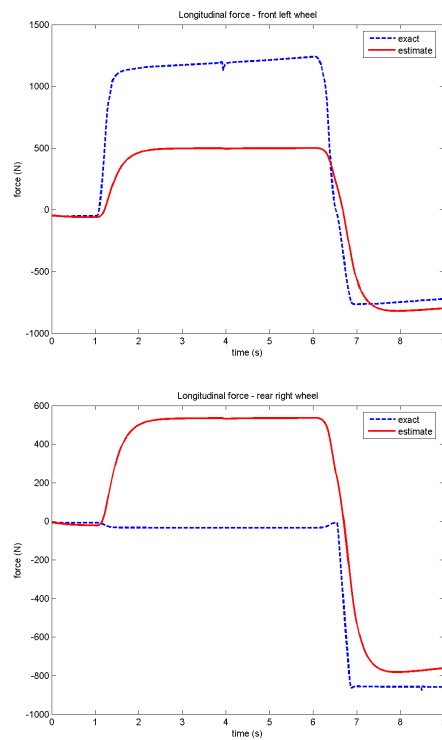 Longitudinal force - front left wheel
1500
1000
500
0
-500
-1000
force (N)
exact
estimate
0 1 2 3 4 5 6 7 8 9
time (s)
Longitudinal force - rear right wheel
600
400
200
0
-200
-400
-600
-800
-1000
force (N)
exact
estimate
0 1 2 3 4 5 6 7 8 9
time (s)